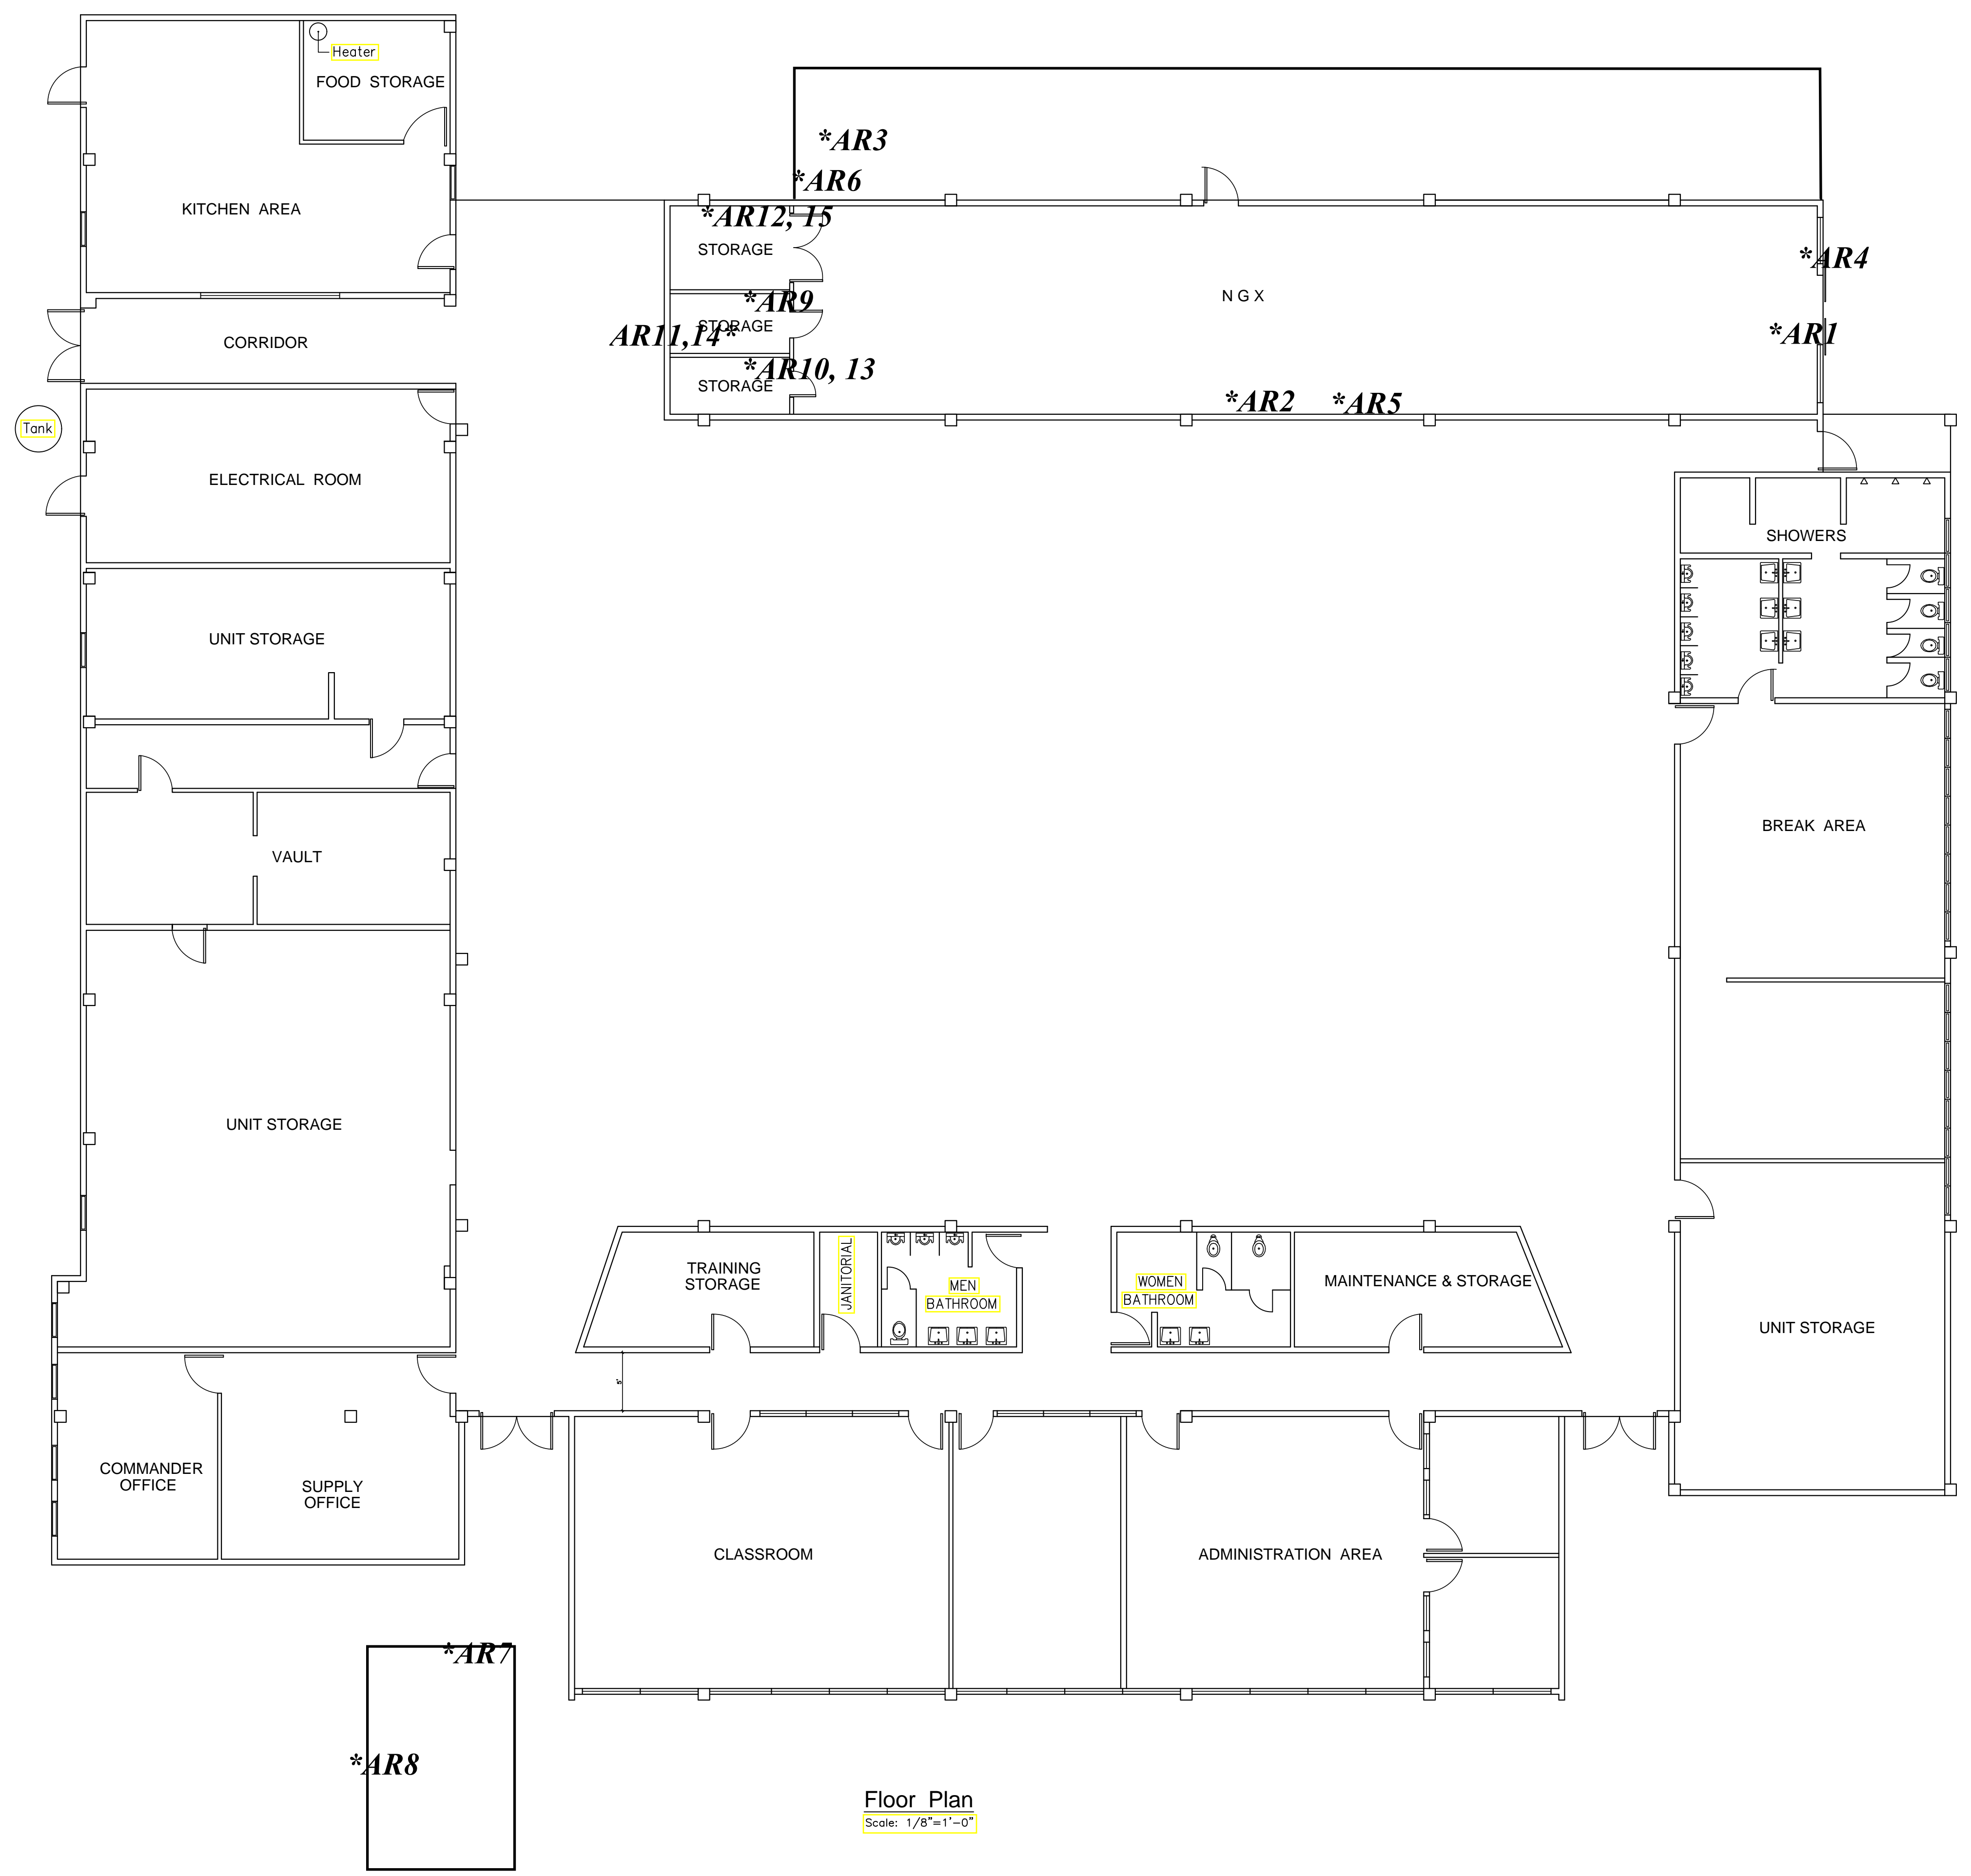 Heater
FOOD STORAGE
*AR3
*AR6
KITCHEN AREA
*AR12, 15
STORAGE
*AR4
N G X
*AR9
STORAGE
AR11,14*
*AR1
CORRIDOR
*AR10, 13
STORAGE
*AR2
*AR5
Tank
ELECTRICAL ROOM
SHOWERS
UNIT STORAGE
BREAK AREA
VAULT
UNIT STORAGE
TRAINING
STORAGE
JANITORIAL
MEN
BATHROOM
WOMEN
BATHROOM
MAINTENANCE & STORAGE
UNIT STORAGE
5'
COMMANDER
OFFICE
SUPPLY
OFFICE
CLASSROOM
ADMINISTRATION AREA
*AR7
*AR8
Floor Plan
Scale: 1/8"=1'-0"